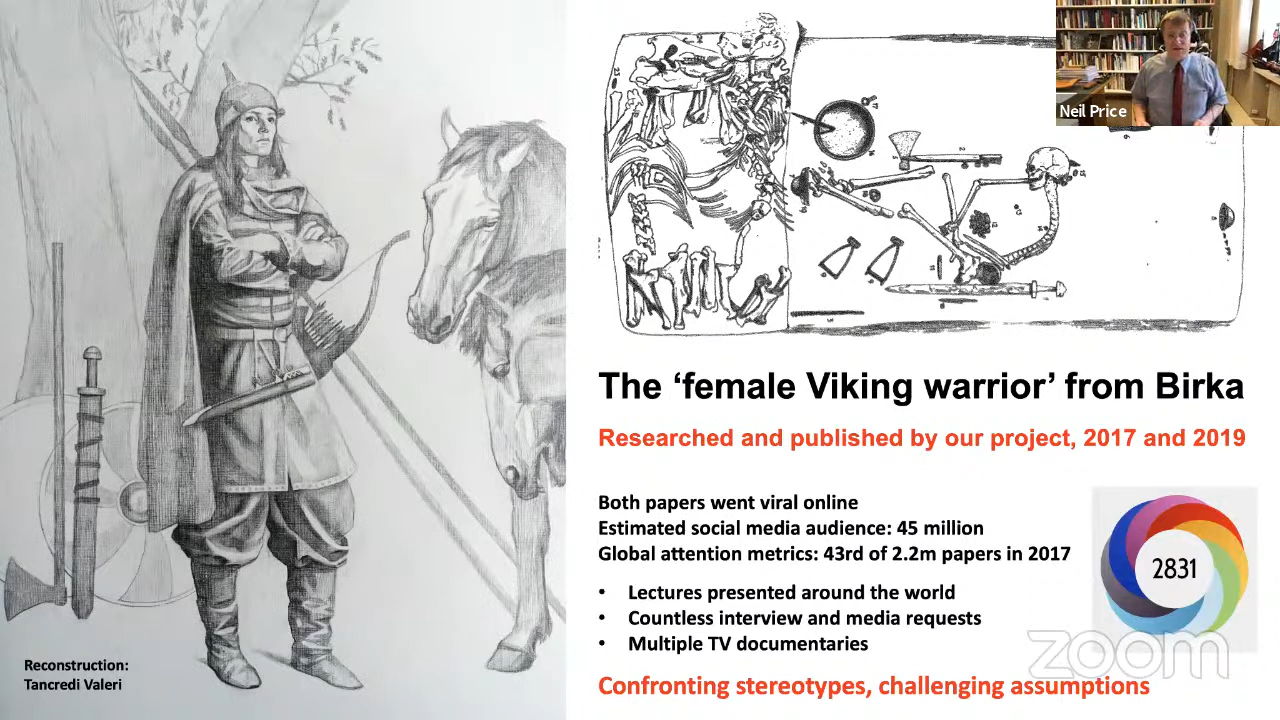 Neil Price
The ‘female Viking warrior’ from Birka
Researched and published by our project, 2017 and 2019
Both papers went viral online
Estimated social media audience: 45 million
Global attention metrics: 43rd of 2.2m papers in 2017
• Lectures presented around the world
• Countless interview and media requests
• Multiple TV documentaries
2831
Confronting stereotypes, challenging assumptions
zoom
Reconstruction:
Tancredi Valeri